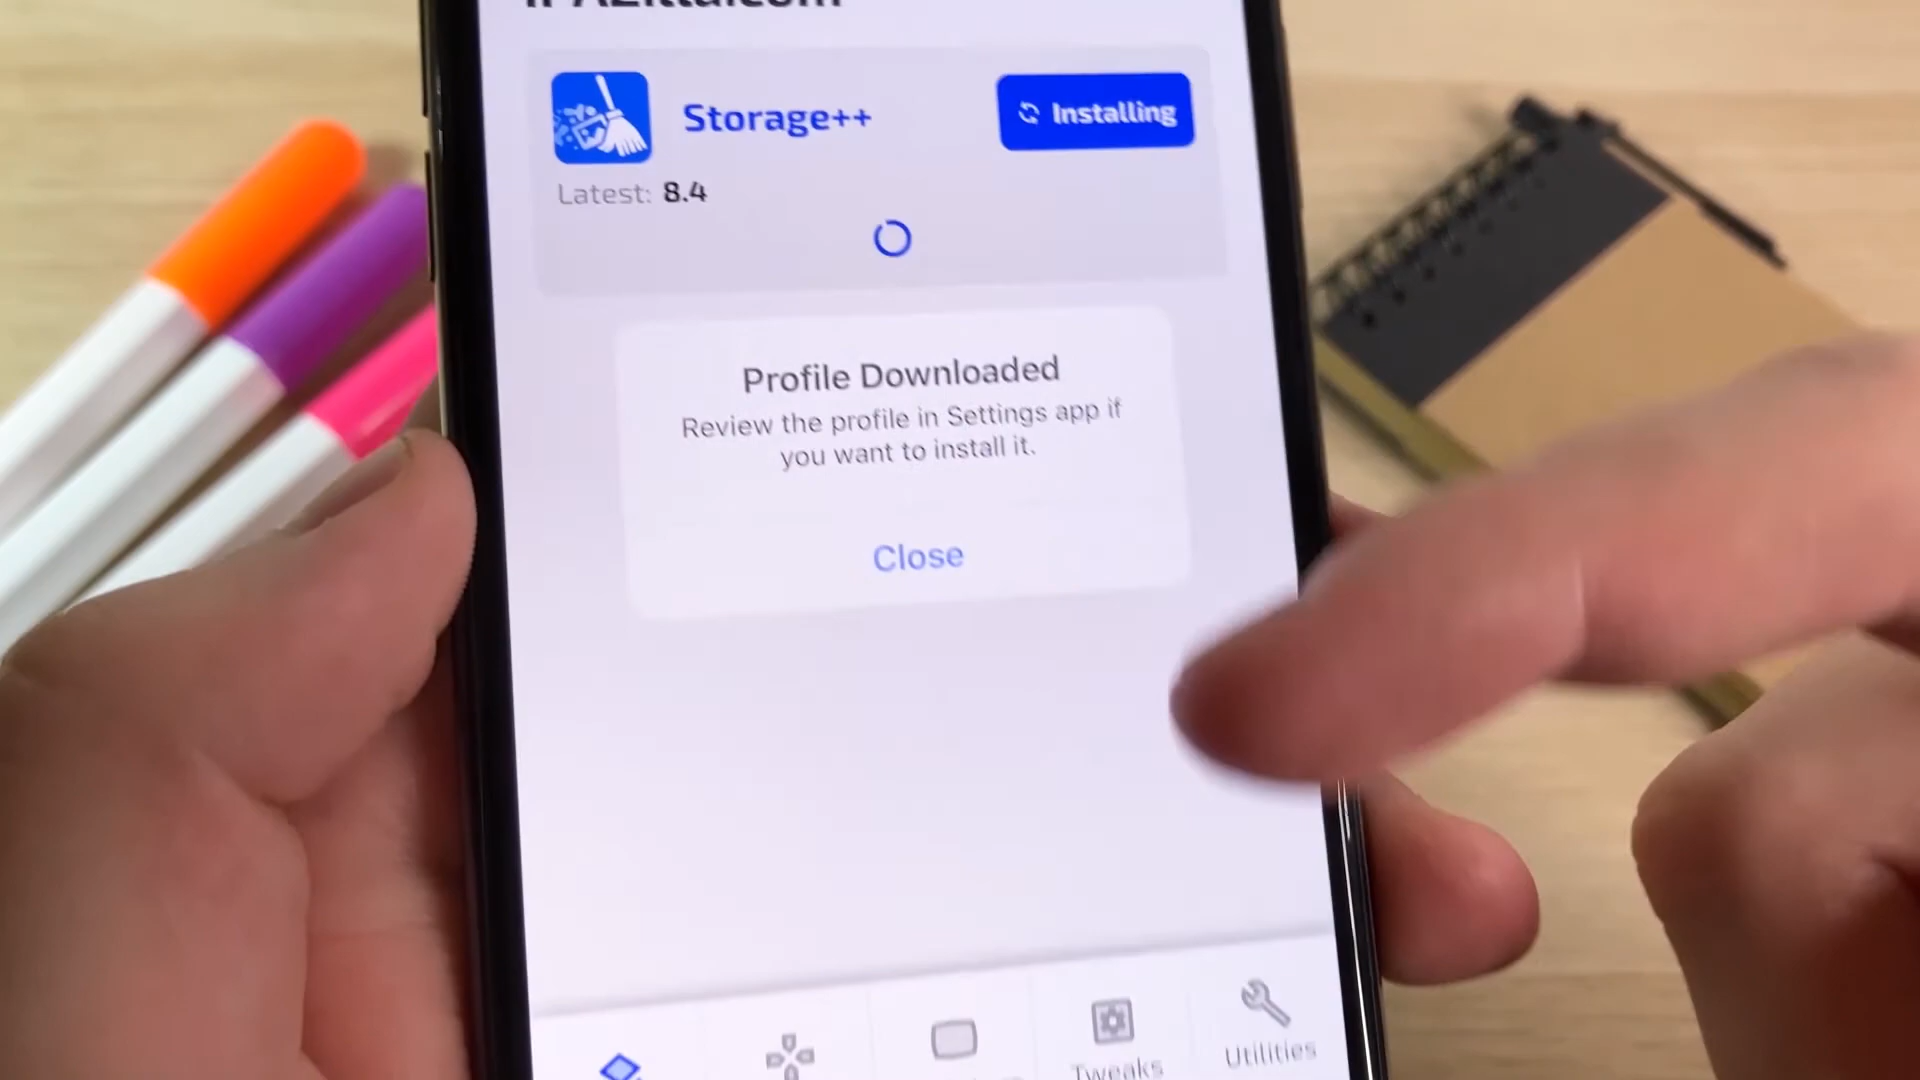 Storage++
Installing
Latest: 8.4
Profile Downloaded
Review the profile in Settings app if
you want to install it.
Close
Tweaks
Utilities